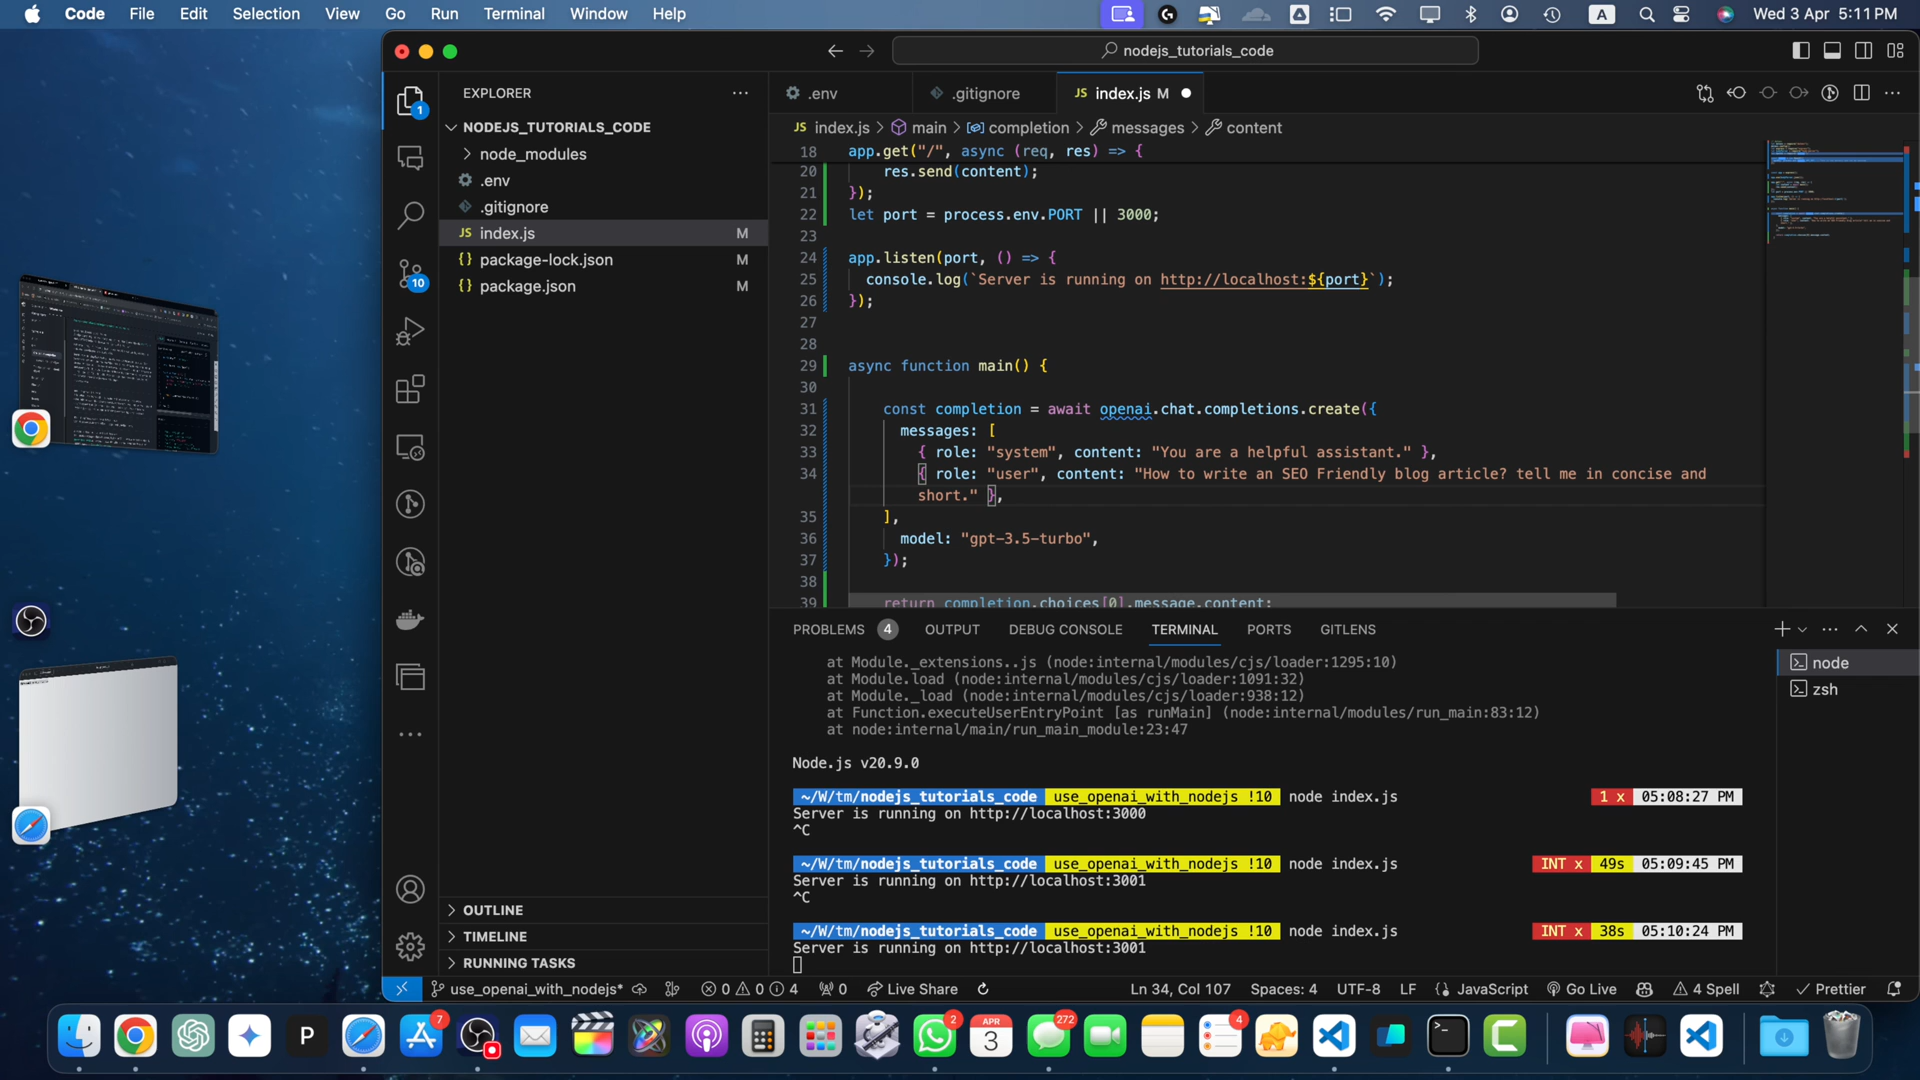 Code File Edit Selection View Go Run Terminal Window Help
A Wed 3 Apr 5:11 PM
nodejs_tutorials_code
EXPLORER
.env
.gitignore
JS index.js M
NODEJS_TUTORIALS_CODE
node_modules
.env
.gitignore
JS index.js M
{} package-lock.json M
{} package.json M
JS index.js > main > completion > messages > content
18 app.get("/", async (req, res) => {
20 res.send(content);
21 });
22 let port = process.env.PORT || 3000;
23
24 app.listen(port, () => {
25 console.log(`Server is running on http://localhost:${port}`);
26 });
27
28
29 async function main() {
30
31 const completion = await openai.chat.completions.create({
32 messages: [
33 { role: "system", content: "You are a helpful assistant." },
34 { role: "user", content: "How to write an SEO Friendly blog article? tell me in concise and
short." },
35 ],
36 model: "gpt-3.5-turbo",
37 });
38
39 return completion.choices[0].message.content;
1
10
PROBLEMS 4 OUTPUT DEBUG CONSOLE TERMINAL PORTS GITLENS
at Module._extensions..js (node:internal/modules/cjs/loader:1295:10)
at Module.load (node:internal/modules/cjs/loader:1091:32)
at Module._load (node:internal/modules/cjs/loader:938:12)
at Function.executeUserEntryPoint [as runMain] (node:internal/modules/run_main:83:12)
at node:internal/main/run_main_module:23:47
Node.js v20.9.0
~/W/tm/nodejs_tutorials_code use_openai_with_nodejs !10 node index.js 1 x 05:08:27 PM
Server is running on http://localhost:3000
^C
~/W/tm/nodejs_tutorials_code use_openai_with_nodejs !10 node index.js INT x 49s 05:09:45 PM
Server is running on http://localhost:3001
^C
~/W/tm/nodejs_tutorials_code use_openai_with_nodejs !10 node index.js INT x 38s 05:10:24 PM
Server is running on http://localhost:3001
node
zsh
OUTLINE
TIMELINE
RUNNING TASKS
use_openai_with_nodejs* 0 0 4 0 Live Share Ln 34, Col 107 Spaces: 4 UTF-8 LF {} JavaScript Go Live 4 Spell Prettier
P 7 2 APR 3 272 4